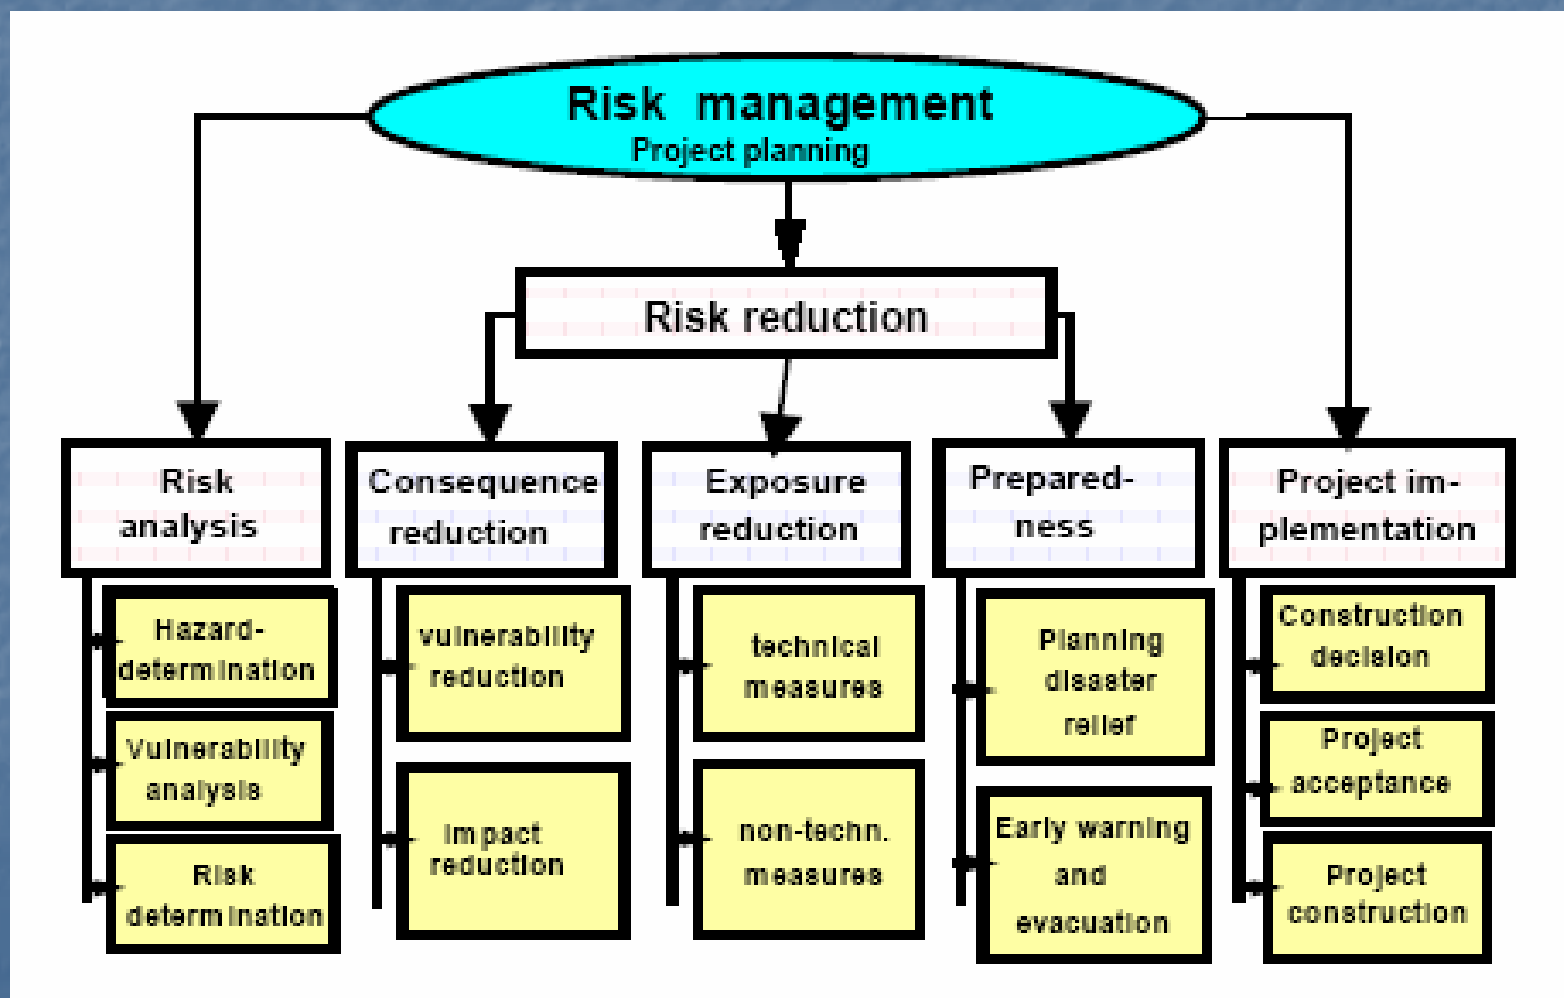 Risk management
Project planning
Risk reduction
Risk
analysis
Consequence
reduction
Exposure
reduction
Prepared-
ness
Project im-
plementation
Hazard-
determination
Vulnerability
analysis
Risk
determination
vulnerability
reduction
impact
reduction
technical
measures
non-techn.
measures
Planning
disaster
relief
Early warning
and
evacuation
Construction
decision
Project
acceptance
Project
construction